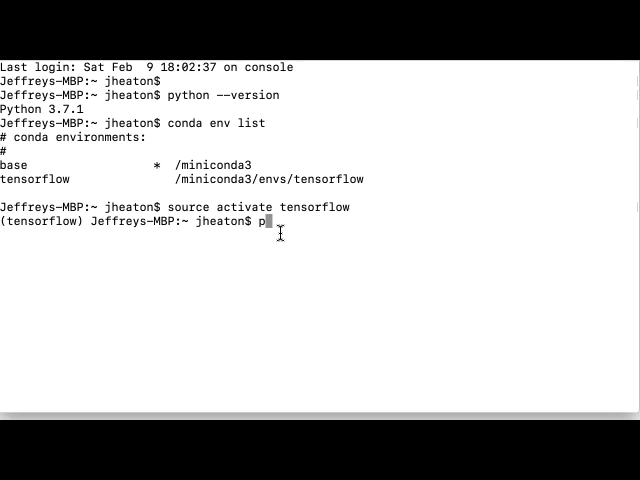 Last login: Sat Feb  9 18:02:37 on console
Jeffreys-MBP:~ jheaton$
Jeffreys-MBP:~ jheaton$ python --version
Python 3.7.1
Jeffreys-MBP:~ jheaton$ conda env list
# conda environments:
#
base                  *  /miniconda3
tensorflow               /miniconda3/envs/tensorflow

Jeffreys-MBP:~ jheaton$ source activate tensorflow
(tensorflow) Jeffreys-MBP:~ jheaton$ p